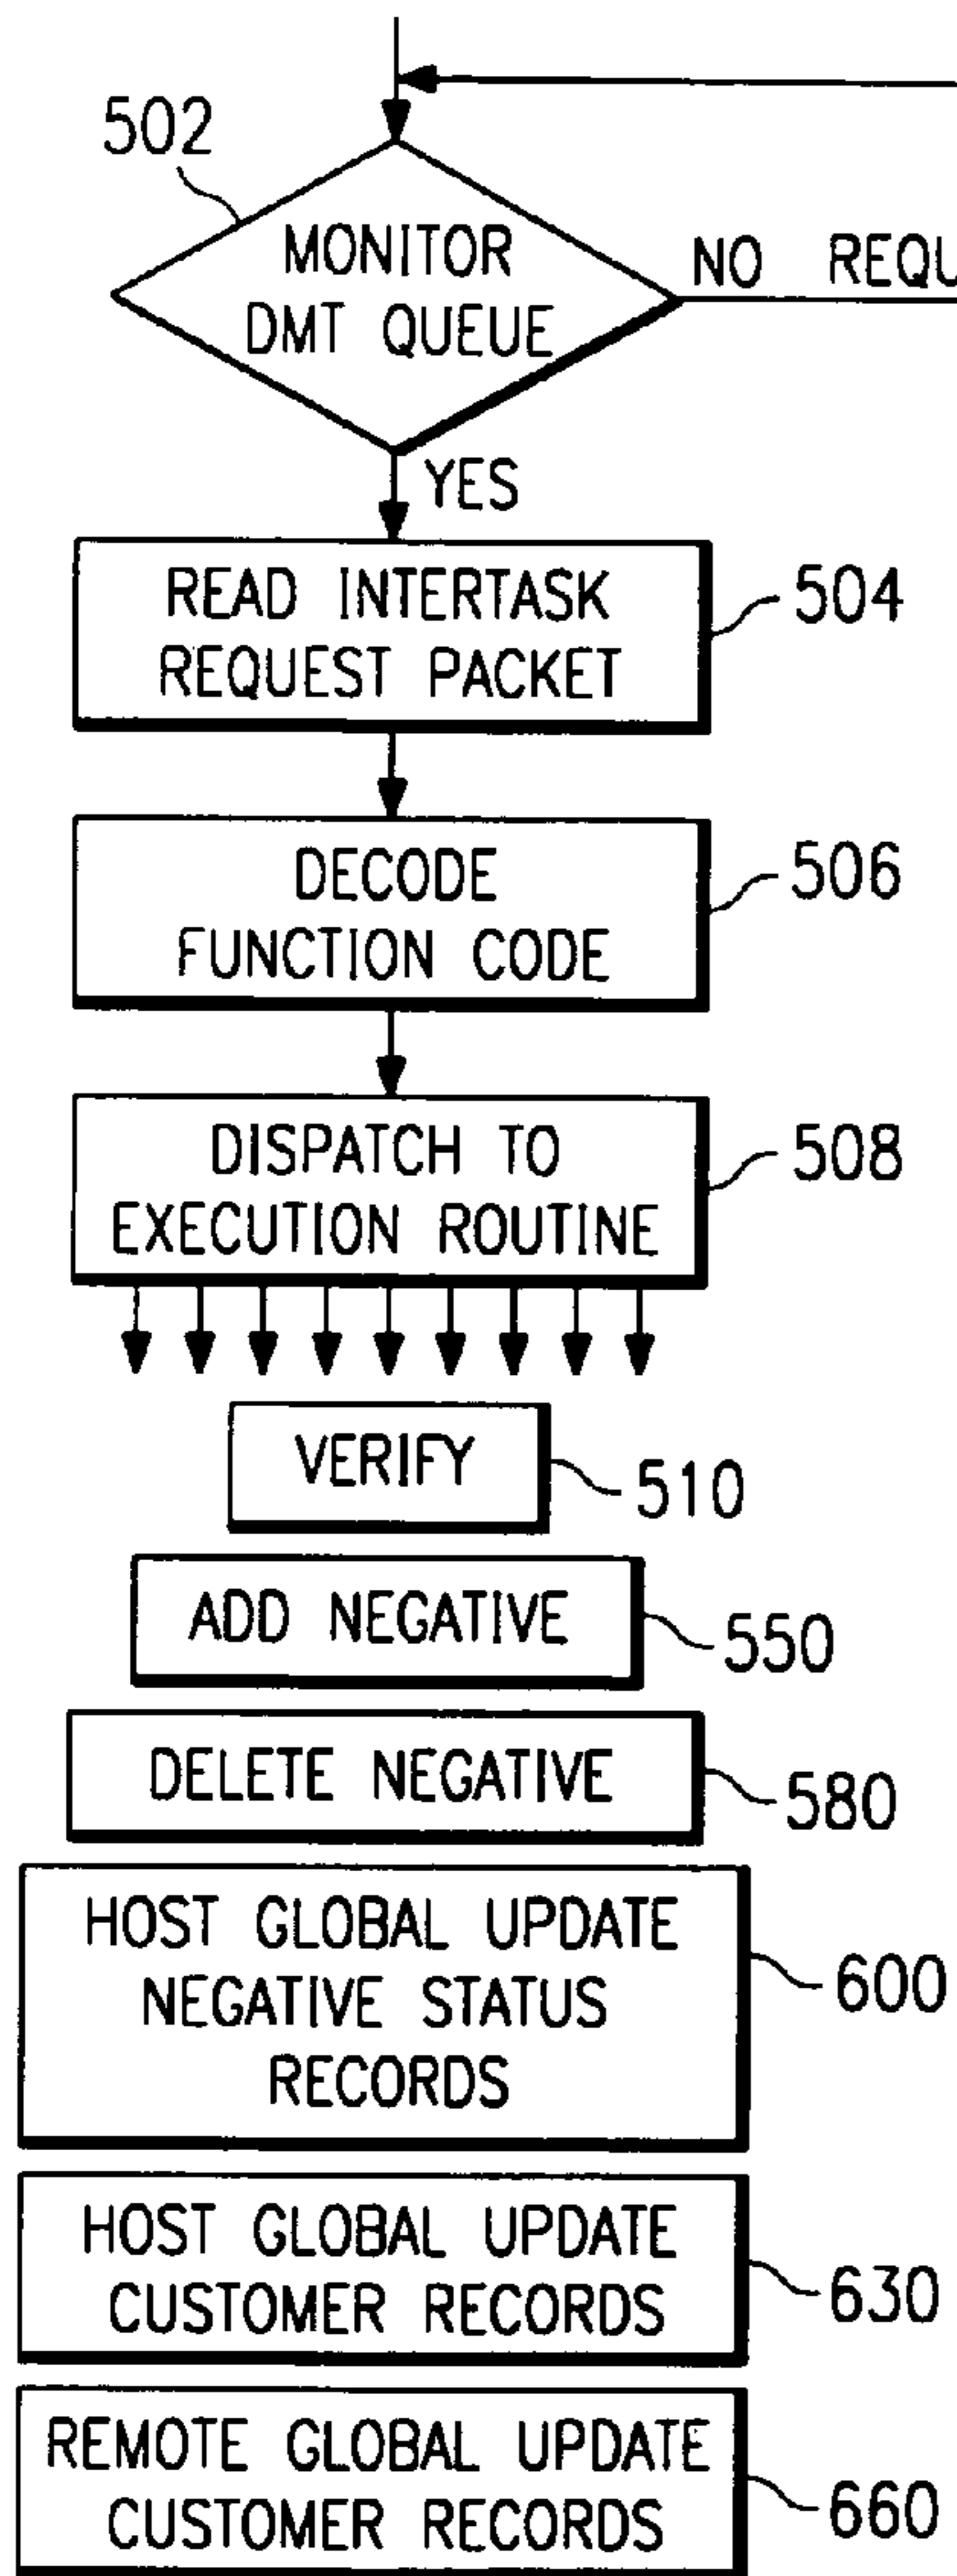 502
MONITOR
DMT QUEUE
NO
YES
READ INTERTASK
REQUEST PACKET
504
DECODE
FUNCTION CODE
506
DISPATCH TO
EXECUTION ROUTINE
508
VERIFY
510
ADD NEGATIVE
550
DELETE NEGATIVE
580
HOST GLOBAL UPDATE
NEGATIVE STATUS
RECORDS
600
HOST GLOBAL UPDATE
CUSTOMER RECORDS
630
REMOTE GLOBAL UPDATE
CUSTOMER RECORDS
660